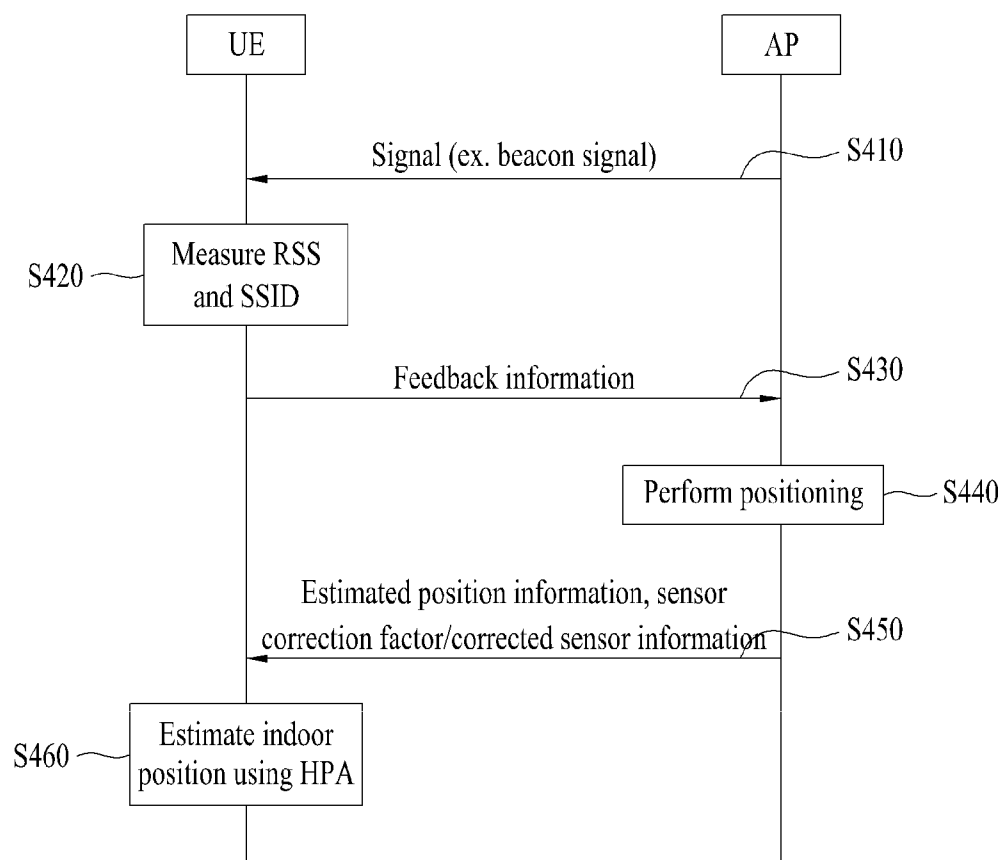 UE
AP
Signal (ex. beacon signal)
S410
Measure RSS
and SSID
S420
Feedback information
S430
Perform positioning
S440
Estimated position information, sensor
correction factor/corrected sensor information
S450
Estimate indoor
position using HPA
S460